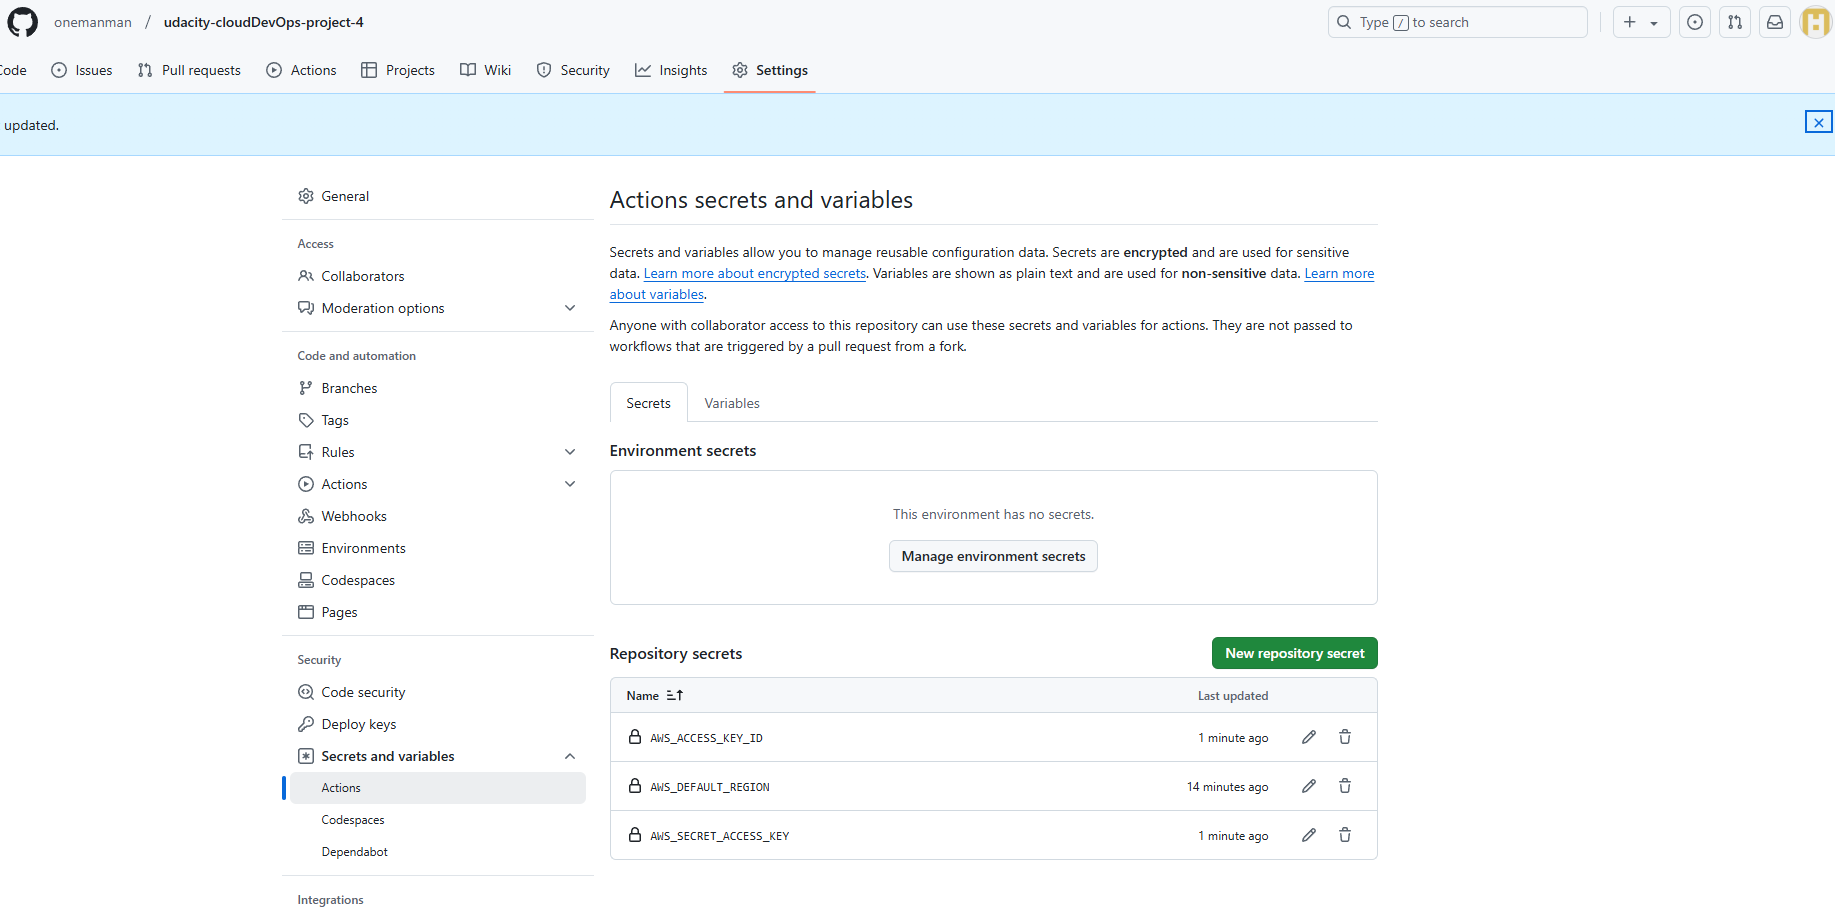 onemanman / udacity-cloudDevOps-project-4
Type / to search
Code Issues Pull requests Actions Projects Wiki Security Insights Settings
updated.
General
Access
Collaborators
Moderation options
Code and automation
Branches
Tags
Rules
Actions
Webhooks
Environments
Codespaces
Pages
Security
Code security
Deploy keys
Secrets and variables
Actions
Codespaces
Dependabot
Integrations
Actions secrets and variables
Secrets and variables allow you to manage reusable configuration data. Secrets are encrypted and are used for sensitive
data. Learn more about encrypted secrets. Variables are shown as plain text and are used for non-sensitive data. Learn more
about variables.
Anyone with collaborator access to this repository can use these secrets and variables for actions. They are not passed to
workflows that are triggered by a pull request from a fork.
Secrets Variables
Environment secrets
This environment has no secrets.
Manage environment secrets
Repository secrets
New repository secret
Name Last updated
AWS_ACCESS_KEY_ID 1 minute ago
AWS_DEFAULT_REGION 14 minutes ago
AWS_SECRET_ACCESS_KEY 1 minute ago